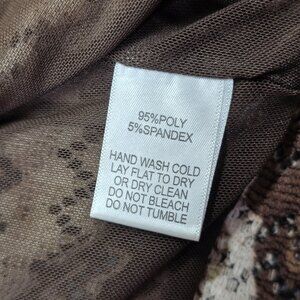 95%POLY
5%SPANDEX
HAND WASH COLD
LAY FLAT TO DRY
OR DRY CLEAN
DO NOT BLEACH
DO NOT TUMBLE